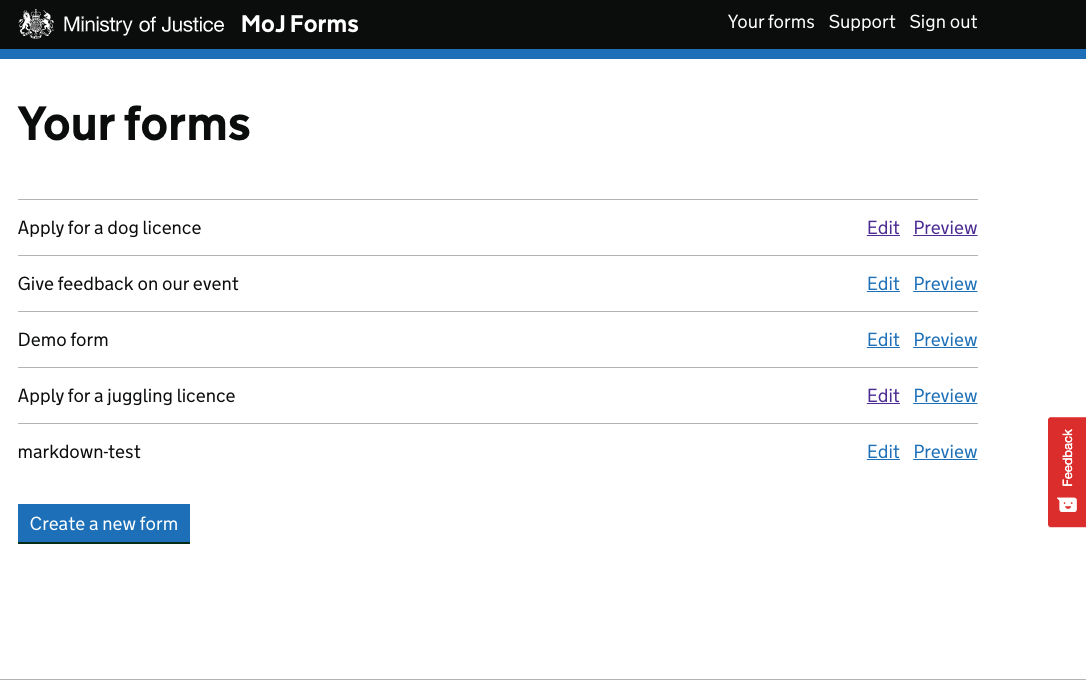 Ministry of Justice MoJ Forms Your forms Support Sign out
Your forms
Apply for a dog licence Edit Preview
Give feedback on our event Edit Preview
Demo form Edit Preview
Apply for a juggling licence Edit Preview
markdown-test Edit Preview
Create a new form
Feedback